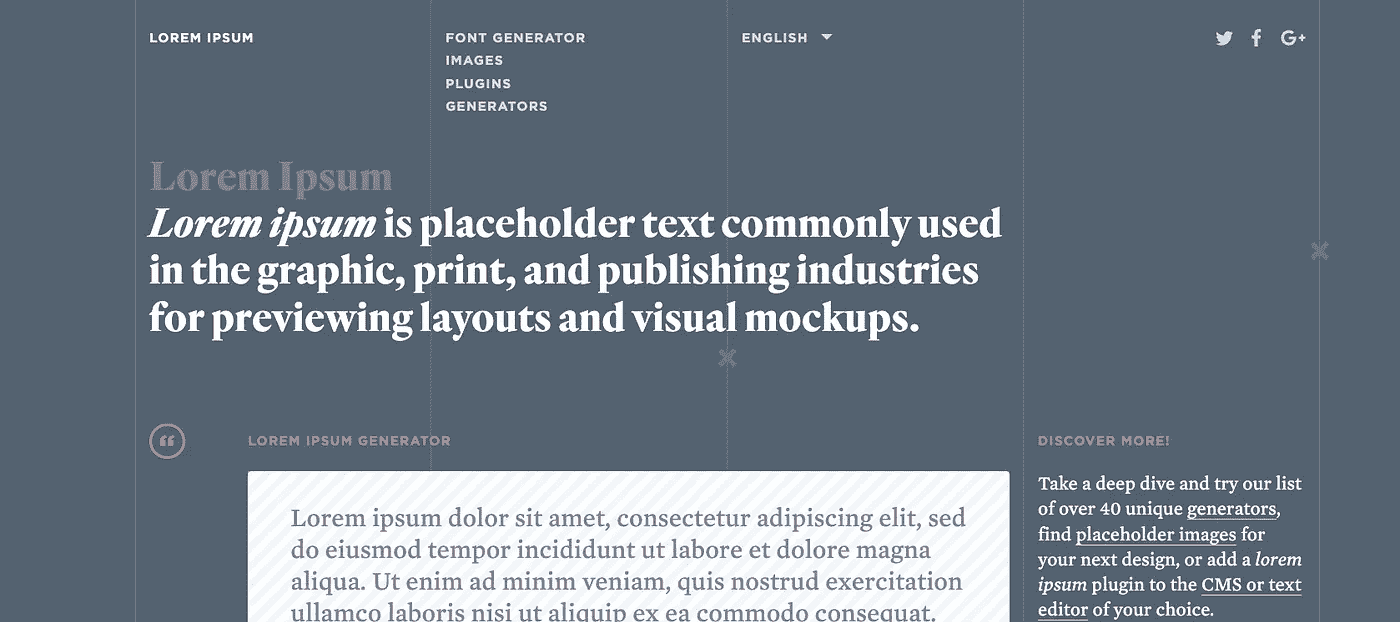 LOREM IPSUM
FONT GENERATOR
IMAGES
PLUGINS
GENERATORS
ENGLISH
G+
Lorem Ipsum
Lorem ipsum is placeholder text commonly used
in the graphic, print, and publishing industries
for previewing layouts and visual mockups.
LOREM IPSUM GENERATOR
Lorem ipsum dolor sit amet, consectetur adipiscing elit, sed
do eiusmod tempor incididunt ut labore et dolore magna
aliqua. Ut enim ad minim veniam, quis nostrud exercitation
ullamco laboris nisi ut aliquip ex ea commodo consequat.
DISCOVER MORE!
Take a deep dive and try our list
of over 40 unique generators,
find placeholder images for
your next design, or add a lorem
ipsum plugin to the CMS or text
editor of your choice.